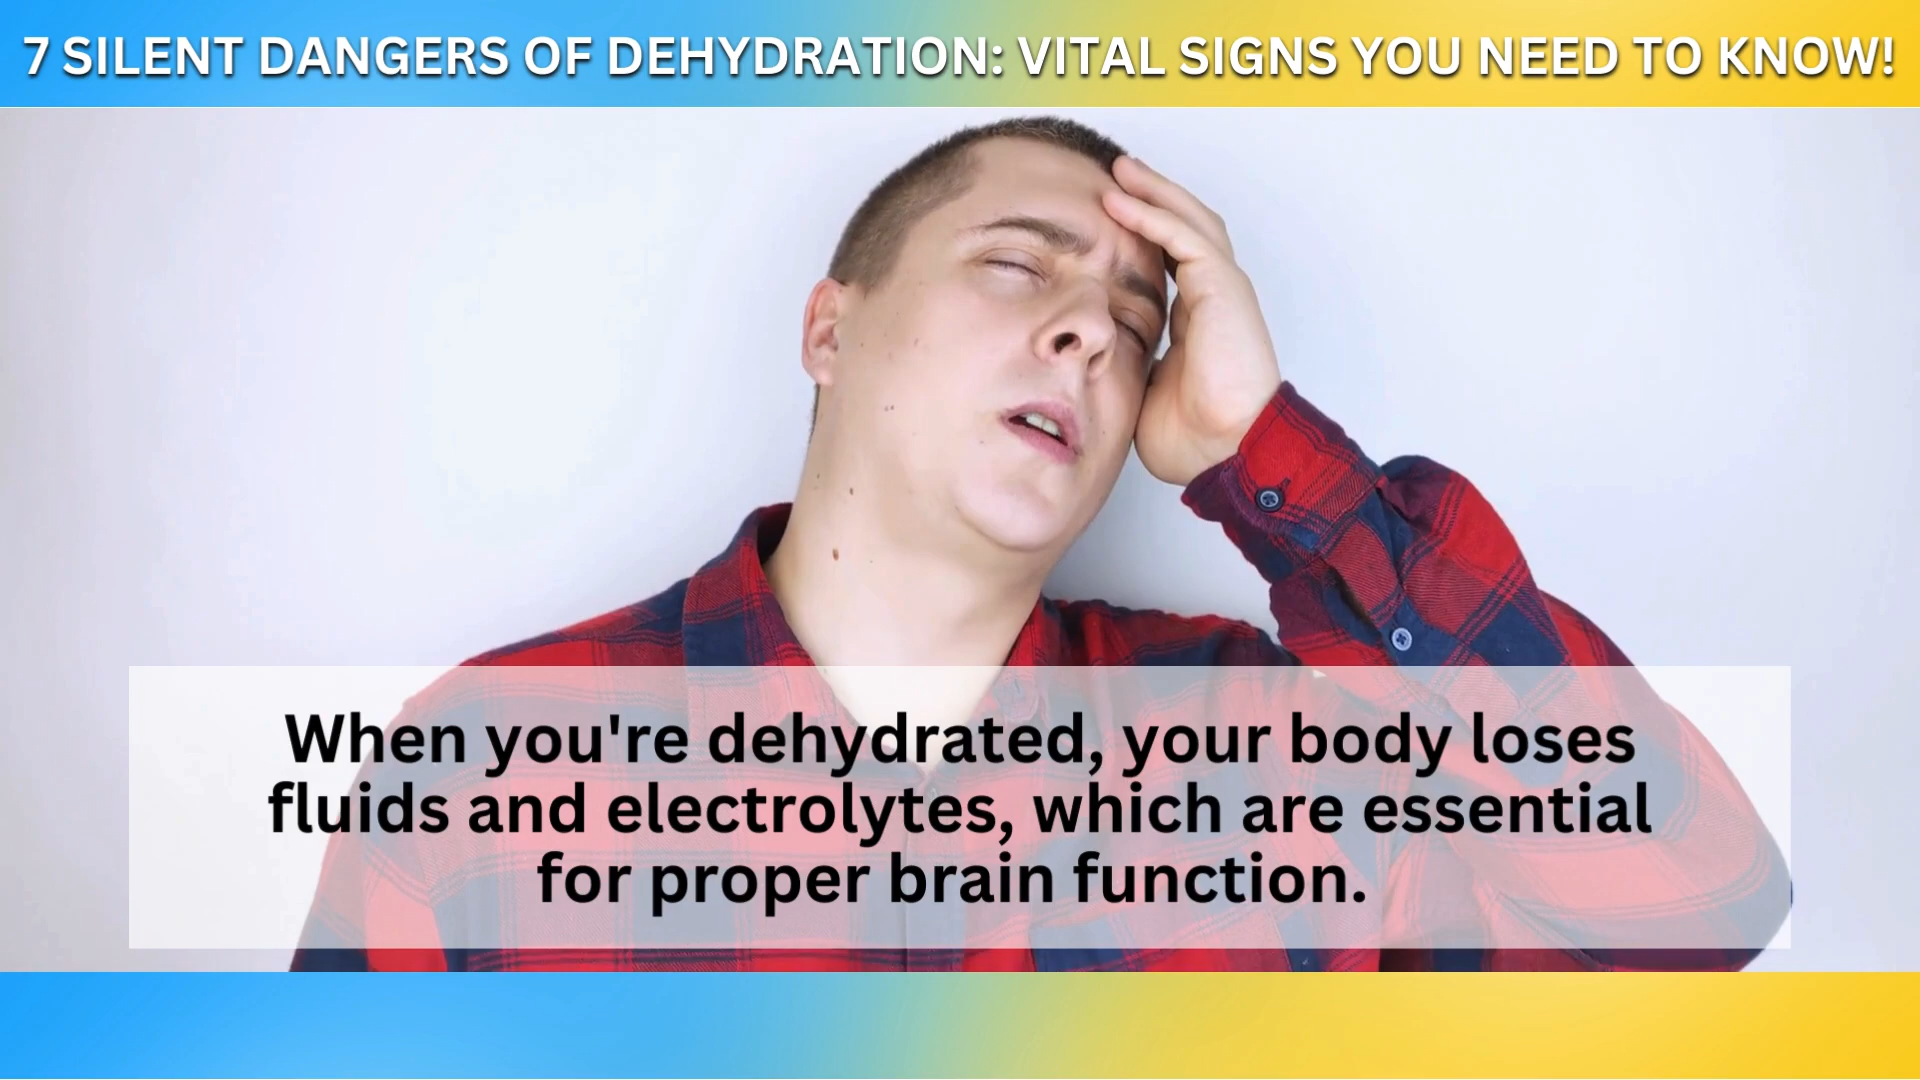 7 SILENT DANGERS OF DEHYDRATION: VITAL SIGNS YOU NEED TO KNOW!
When you're dehydrated, your body loses
fluids and electrolytes, which are essential
for proper brain function.